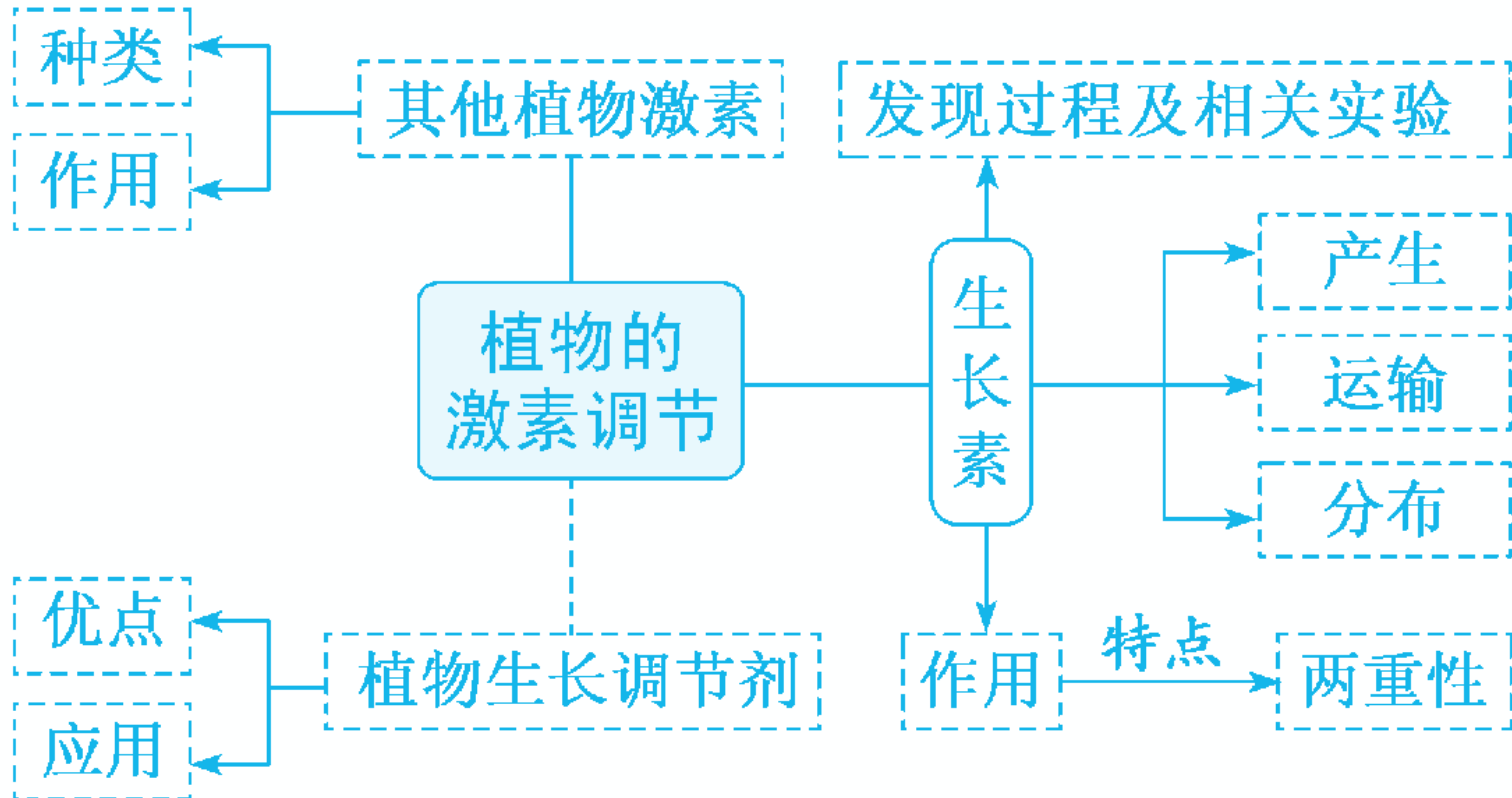 种类
其他植物激素
发现过程及相关实验
作用
产生
生长素
植物的
激素调节
运输
分布
优点
植物生长调节剂
作用
特点
两重性
应用